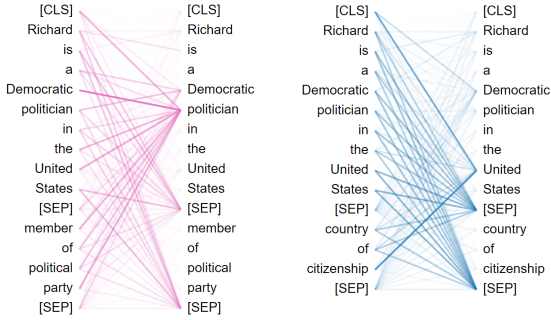 [CLS] [CLS] [CLS] [CLS]
Richard Richard Richard Richard
is is is is
a a a a
Democratic Democratic Democratic Democratic
politician politician politician politician
in in in in
the the the the
United United United United
States States States States
[SEP] [SEP] [SEP] [SEP]
member member country country
of of of of
political political citizenship citizenship
party party [SEP] [SEP]
[SEP] [SEP]